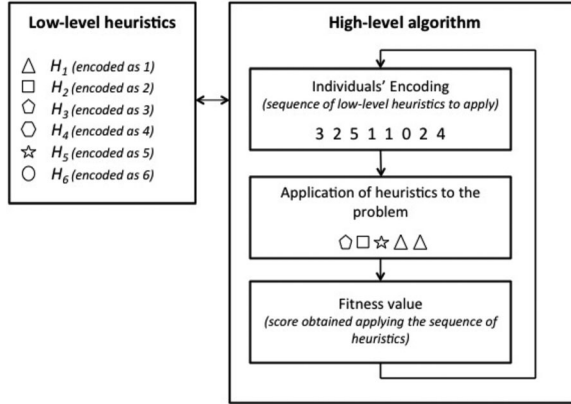 Low-level heuristics
H1 (encoded as 1)
H2 (encoded as 2)
H3 (encoded as 3)
H4 (encoded as 4)
H5 (encoded as 5)
H6 (encoded as 6)
High-level algorithm
Individuals' Encoding
(sequence of low-level heuristics to apply)
3 2 5 1 1 0 2 4
Application of heuristics to the
problem
Fitness value
(score obtained applying the sequence of
heuristics)